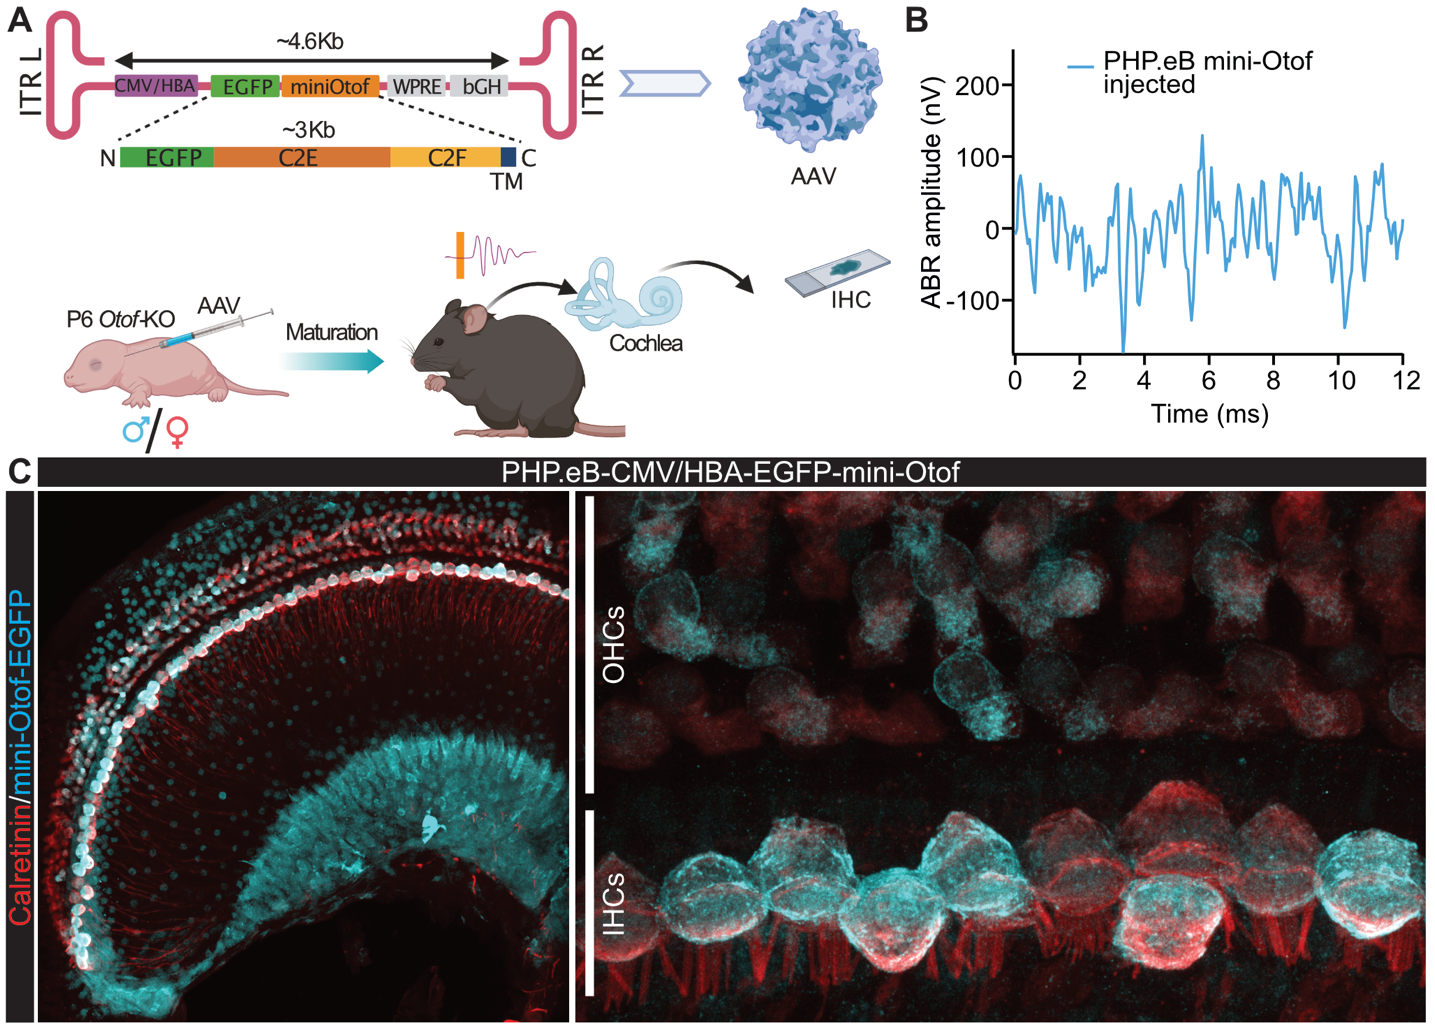 A
~4.6Kb
ITR L
CMV/HBA
EGFP
miniOtof
WPRE
bGH
ITR R
~3Kb
N
EGFP
C2E
C2F
C
TM
AAV
P6 Otof-KO
AAV
Maturation
Cochlea
IHC
♂/♀
B
PHP.eB mini-Otof
injected
ABR amplitude (nV)
200
100
0
-100
0 2 4 6 8 10 12
Time (ms)
C
PHP.eB-CMV/HBA-EGFP-mini-Otof
Calretinin/mini-Otof-EGFP
OHCs
IHCs